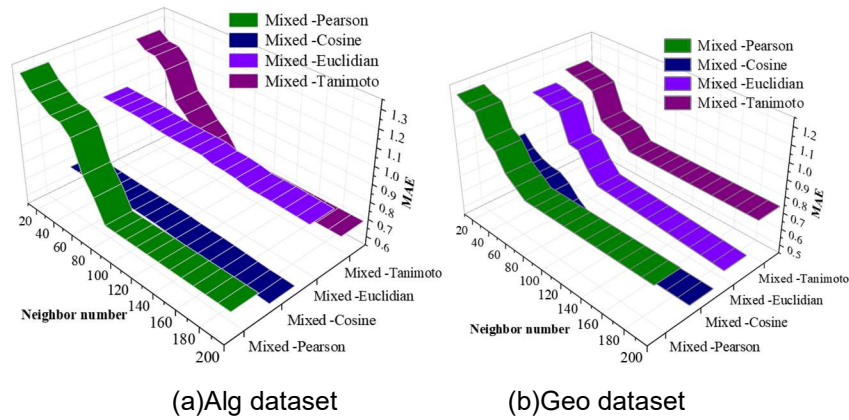 Mixed -Pearson
Mixed -Cosine
Mixed -Euclidian
Mixed -Tanimoto
1.3
1.2
1.1
1.0
0.9
0.8
0.7
0.6
MAE
20
40
60
80
100
120
140
160
180
200
Neighbor number
Mixed -Tanimoto
Mixed -Euclidian
Mixed -Cosine
Mixed -Pearson
(a)Alg dataset
Mixed -Pearson
Mixed -Cosine
Mixed -Euclidian
Mixed -Tanimoto
1.2
1.1
1.0
0.9
0.8
0.7
0.6
0.5
MAE
20
40
60
80
100
120
140
160
180
200
Neighbor number
Mixed -Tanimoto
Mixed -Euclidian
Mixed -Cosine
Mixed -Pearson
(b)Geo dataset